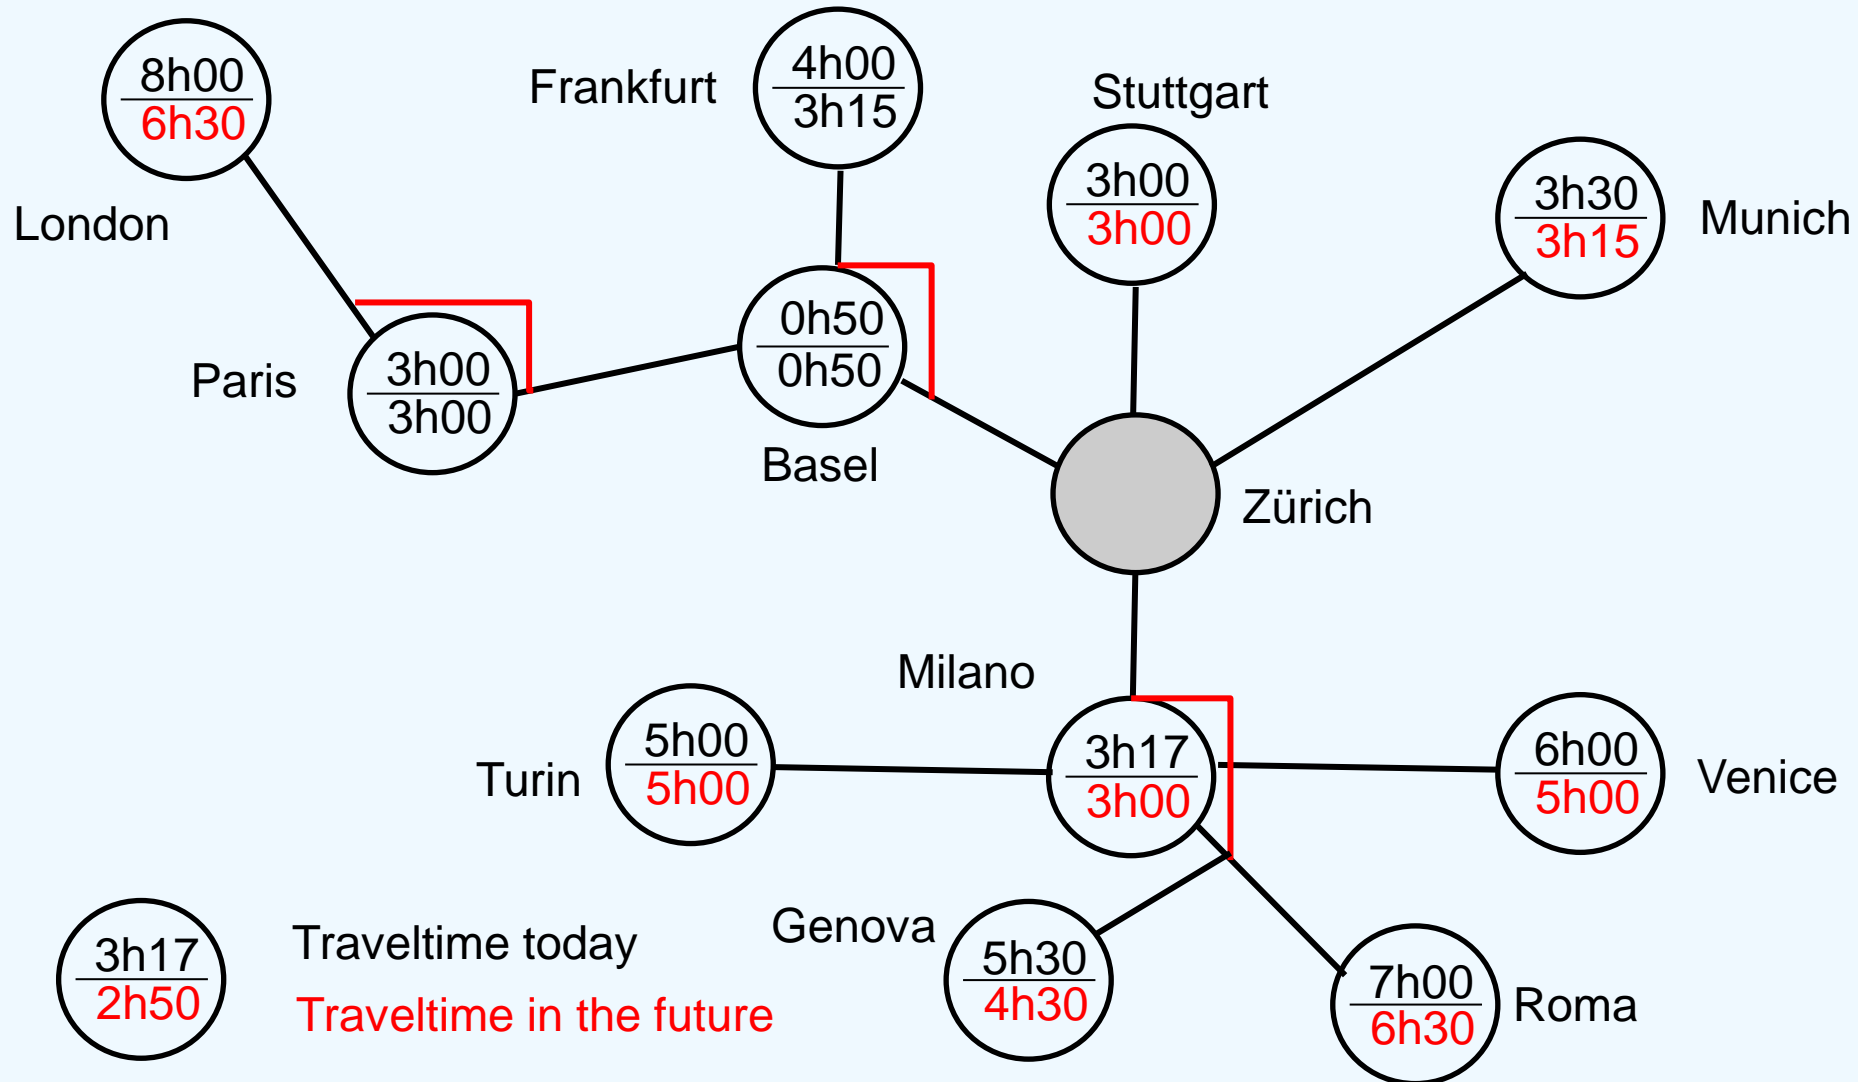 8h00
6h30
London
Frankfurt
4h00
3h15
Stuttgart
3h00
3h00
3h30
3h15
Munich
Paris
3h00
3h00
0h50
0h50
Basel
Zürich
Milano
3h17
3h00
Turin
5h00
5h00
6h00
5h00
Venice
Genova
5h30
4h30
7h00
6h30
Roma
3h17
2h50
Traveltime today
Traveltime in the future